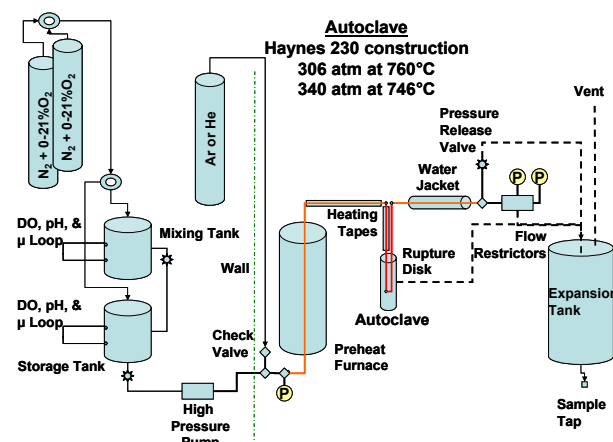 Autoclave
Haynes 230 construction
306 atm at 760°C
340 atm at 746°C
N2 + 0-21%O2
N2 + 0-21%O2
Ar or He
Vent
Pressure
Release
Valve
P
P
Water
Jacket
DO, pH, &
µ Loop
Mixing Tank
Heating
Tapes
Flow
Restrictors
Wall
Rupture
Disk
Expansion
Tank
DO, pH, &
µ Loop
Autoclave
Check
Valve
Preheat
Furnace
Storage Tank
P
High
Pressure
Pump
Sample
Tap